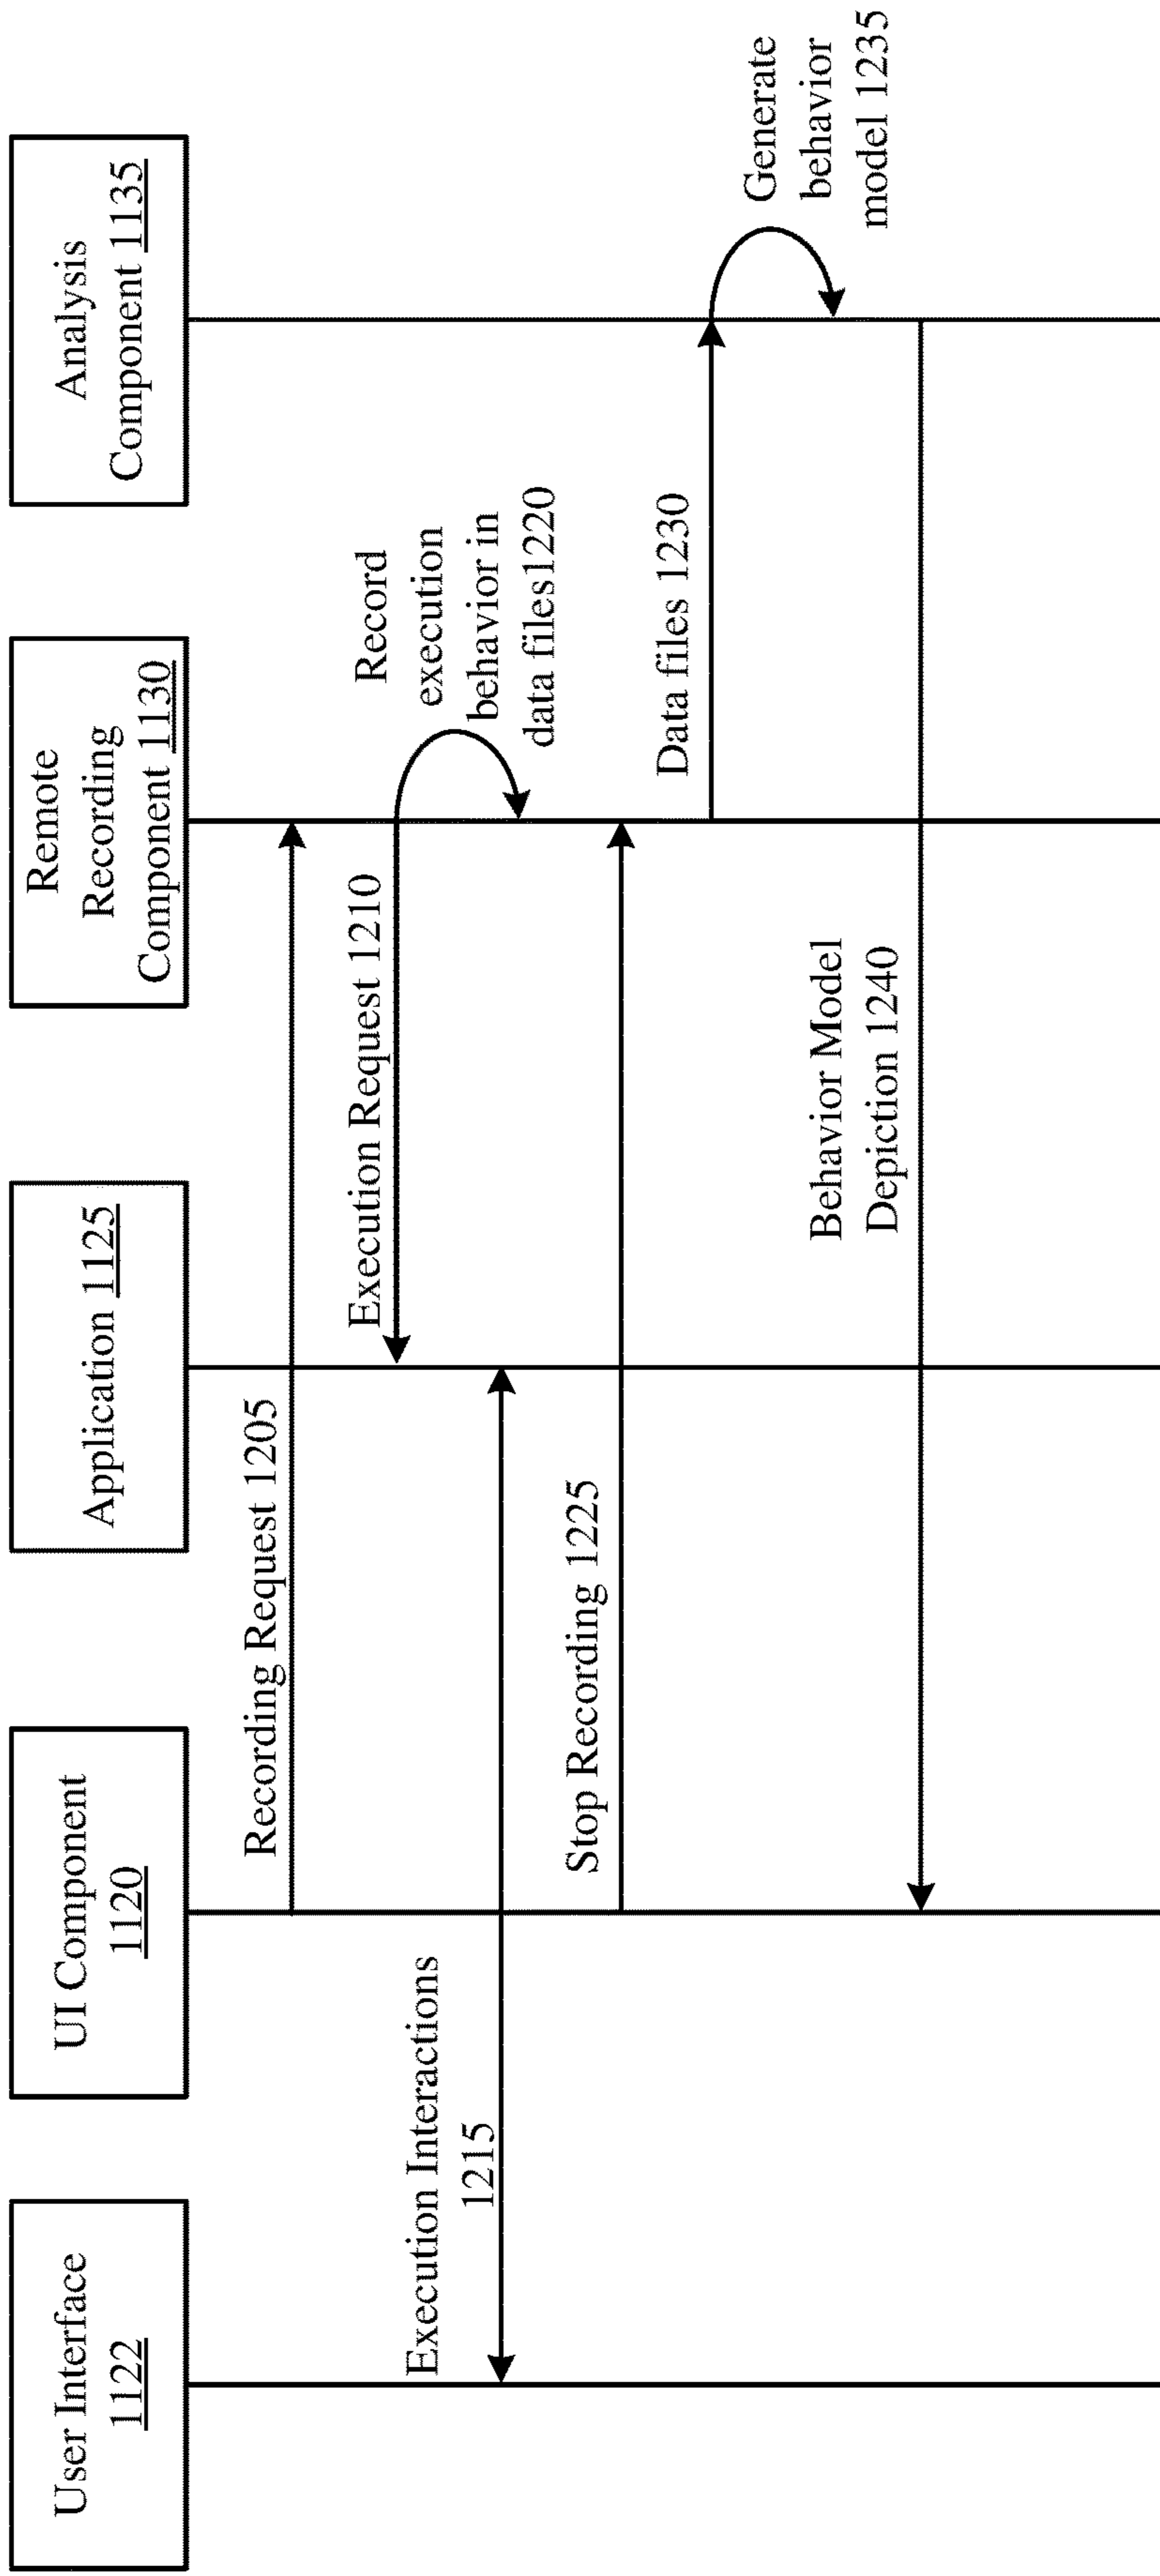 User Interface
1122
UI Component
1120
Application 1125
Remote
Recording
Component 1130
Analysis
Component 1135
Recording Request 1205
Execution Request 1210
Record
execution
behavior in
data files1220
Execution Interactions
1215
Stop Recording 1225
Data files 1230
Generate
behavior
model 1235
Behavior Model
Depiction 1240